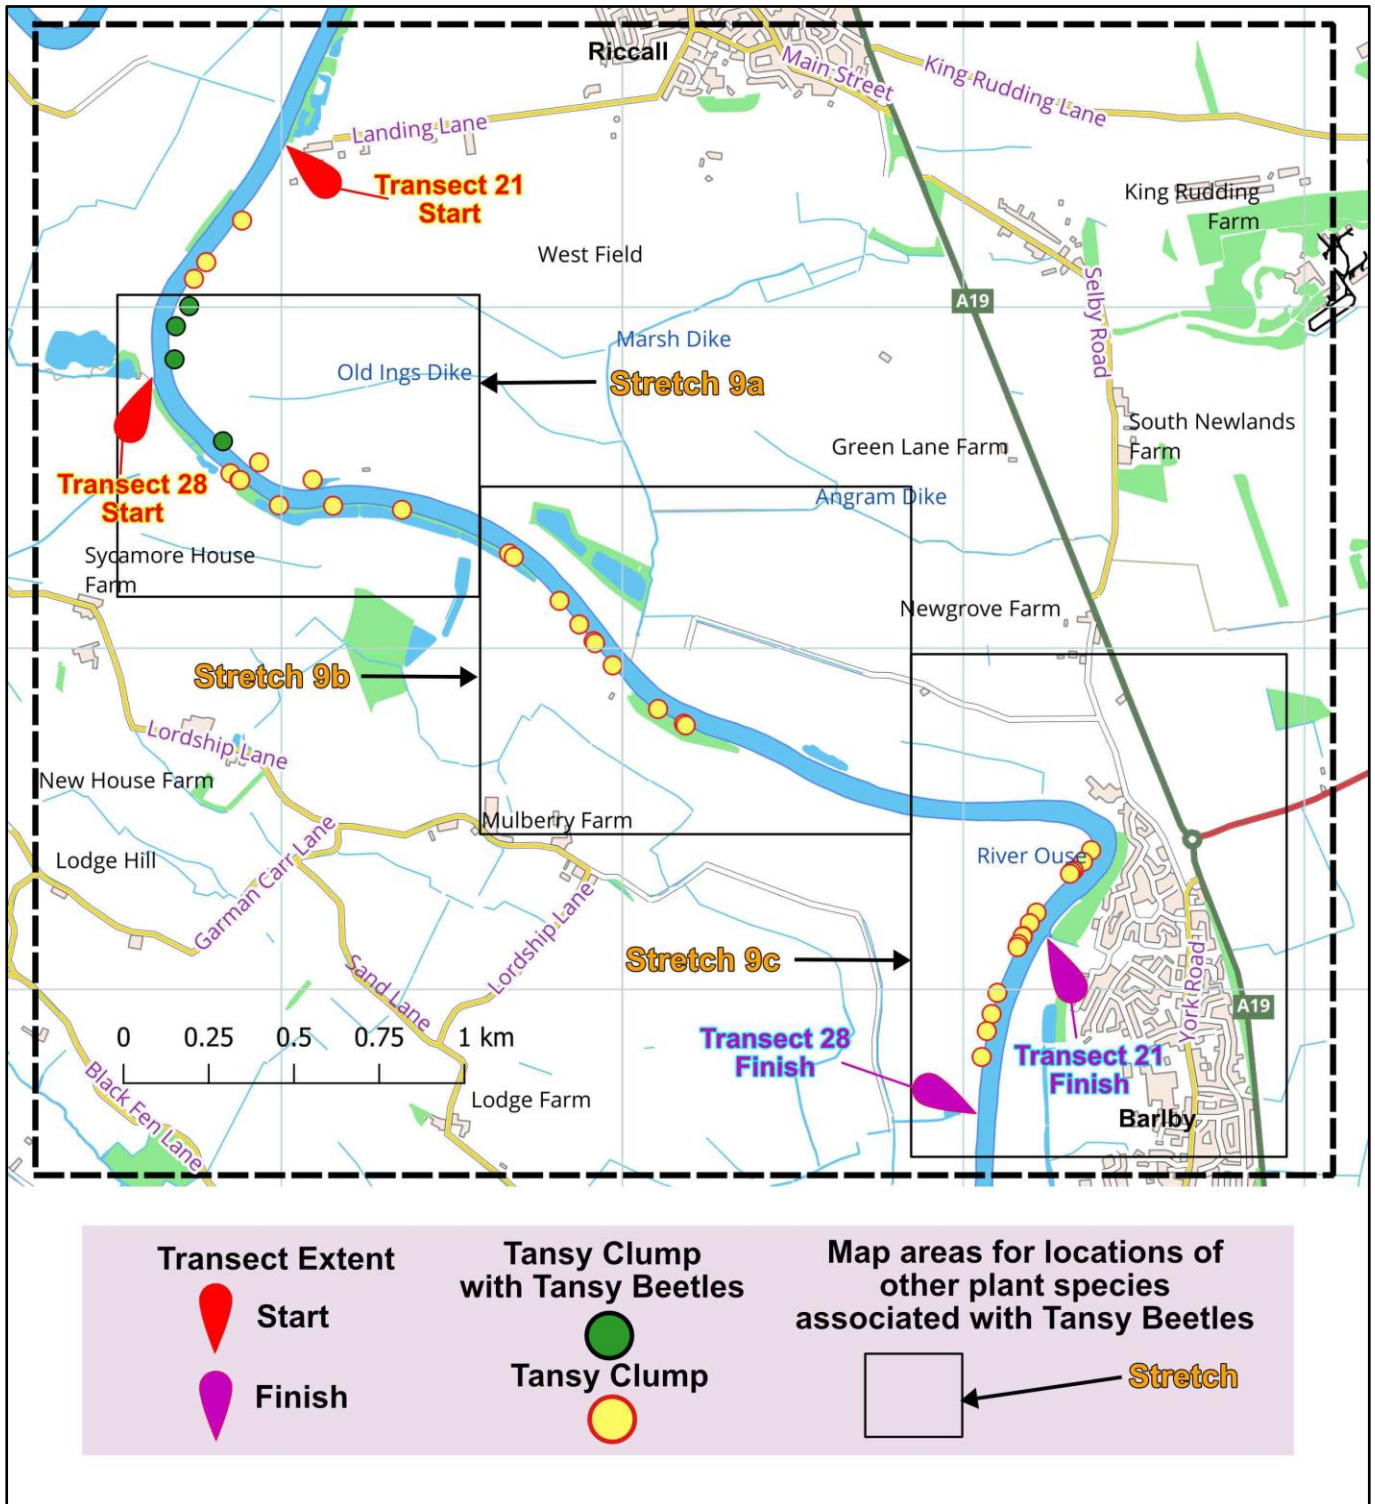 Riccall
Main Street
King Rudding Lane
Landing Lane
Transect 21
Start
King Rudding
Farm
West Field
Selby Road
A19
Marsh Dike
Old Ings Dike
Stretch 9a
South Newlands
Farm
Green Lane Farm
Transect 28
Start
Angram Dike
Sycamore House
Farm
Newgrove Farm
Stretch 9b
Lordship Lane
New House Farm
Mulberry Farm
Lodge Hill
River Ouse
Garman Carr Lane
Lordship Lane
Stretch 9c
Sand Lane
York Road
A19
0 0.25 0.5 0.75 1 km
Transect 28
Finish
Transect 21
Finish
Black Fen Lane
Lodge Farm
Barlby
Transect Extent
Start
Finish
Tansy Clump
with Tansy Beetles
Tansy Clump
Map areas for locations of
other plant species
associated with Tansy Beetles
Stretch